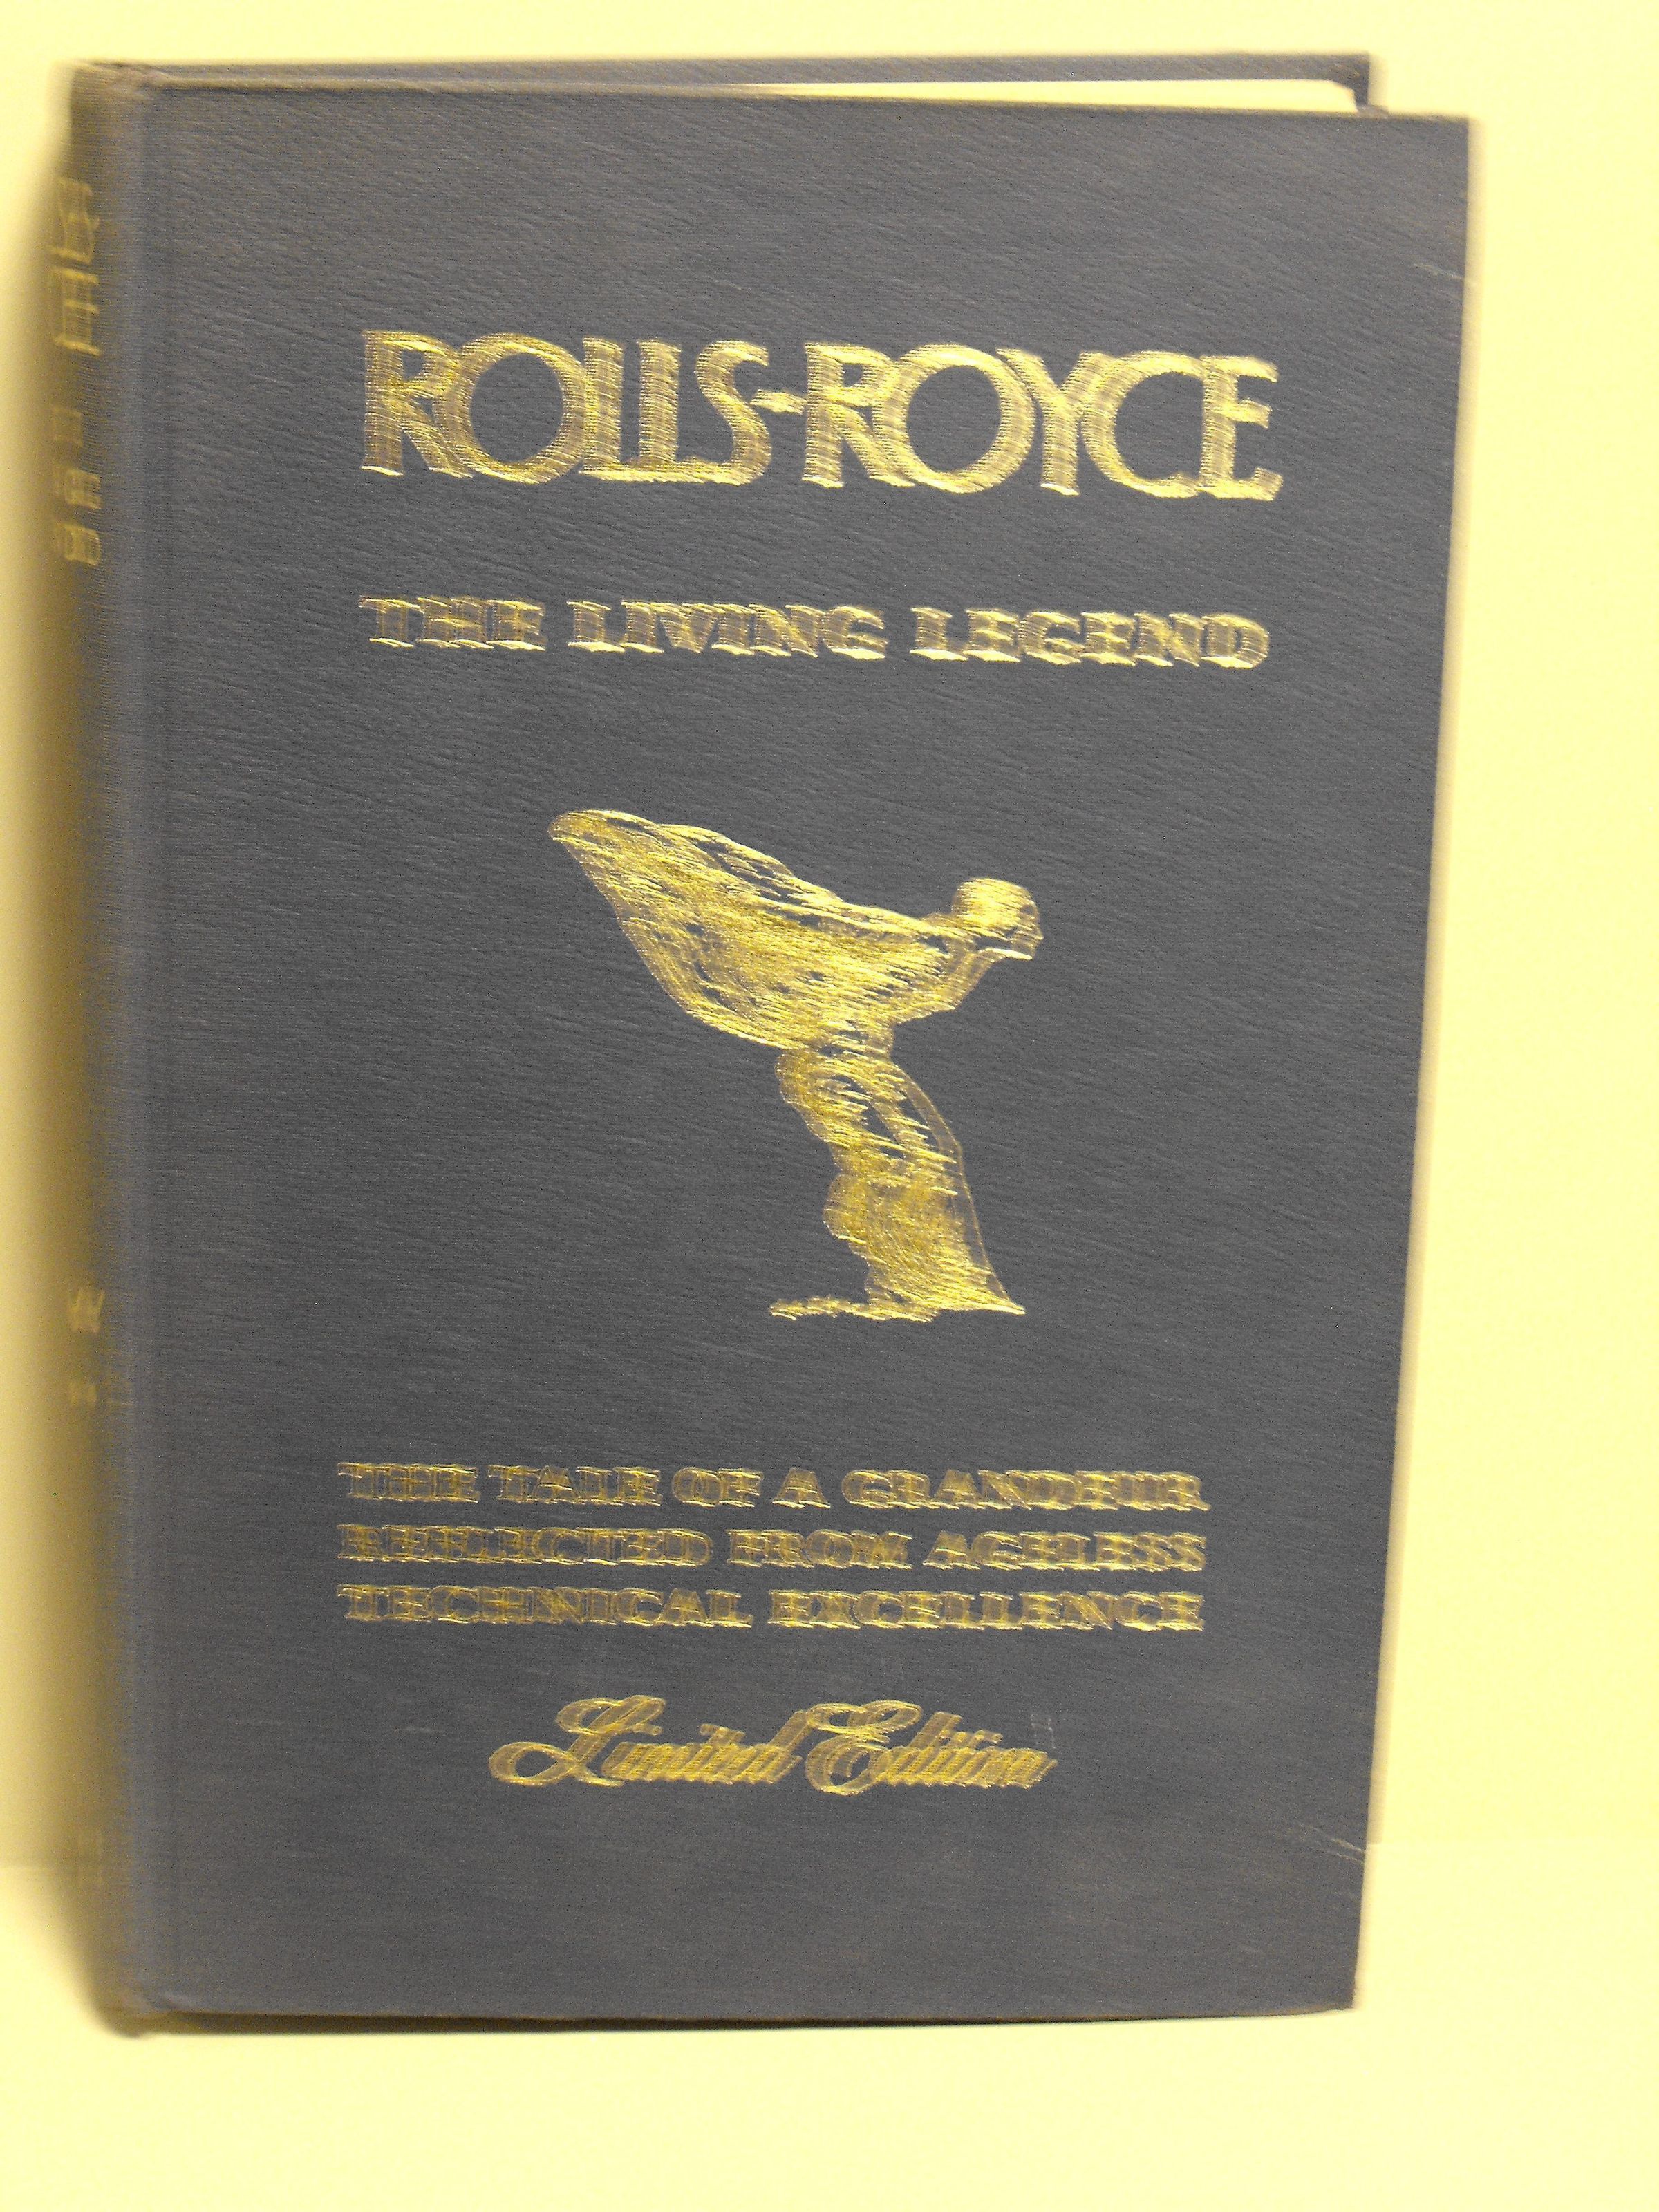 ROLLS-ROYCE
THE LIVING LEGEND
THE TALE OF A GRANDEUR
REFLECTED FROM AGELESS
TECHNICAL EXCELLENCE
Limited Edition